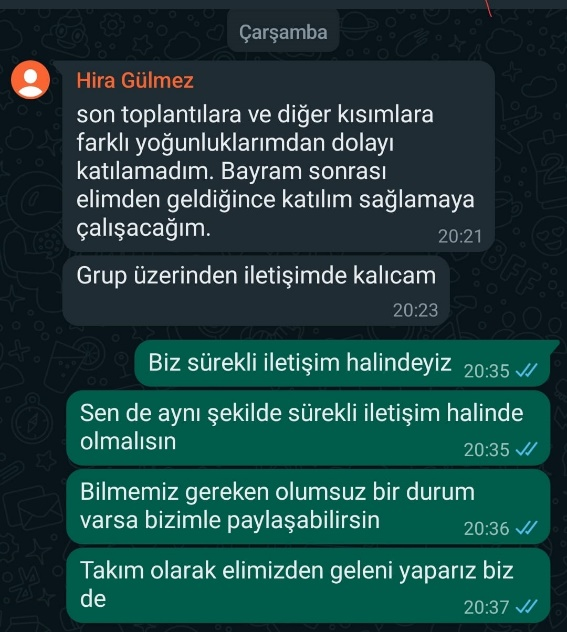 Çarşamba
Hira Gülmez
son toplantılara ve diğer kısımlara
farklı yoğunluklarımdan dolayı
katılamadım. Bayram sonrası
elimden geldiğince katılım sağlamaya
çalışacağım.
20:21
Grup üzerinden iletişimde kalıcam
20:23
Biz sürekli iletişim halindeyiz 20:35
Sen de aynı şekilde sürekli iletişim halinde
olmalısın
20:35
Bilmemiz gereken olumsuz bir durum
varsa bizimle paylaşabilirsin
20:36
Takım olarak elimizden geleni yaparız biz
de
20:37